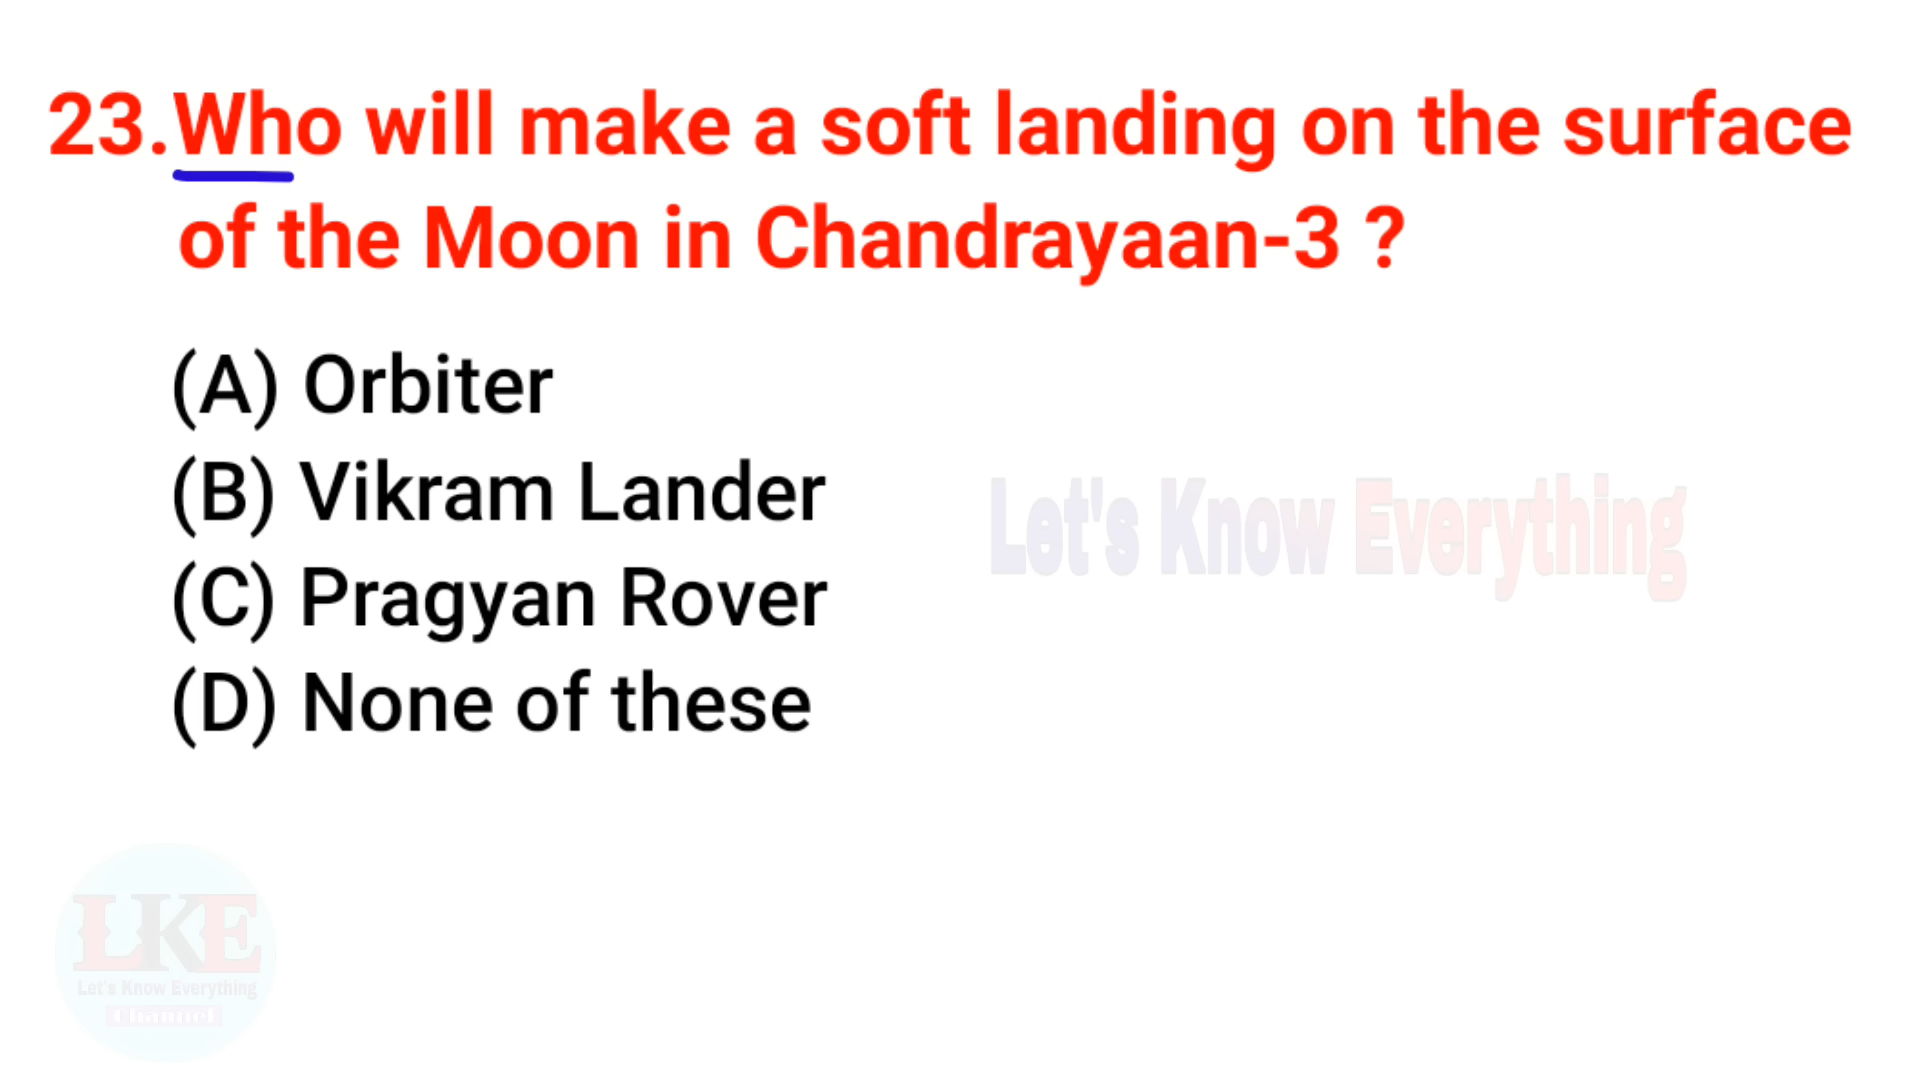 23.Who will make a soft landing on the surface
of the Moon in Chandrayaan-3 ?
(A) Orbiter
(B) Vikram Lander
(C) Pragyan Rover
(D) None of these
Let's Know Everything
LKE
Let's Know Everything
Channel